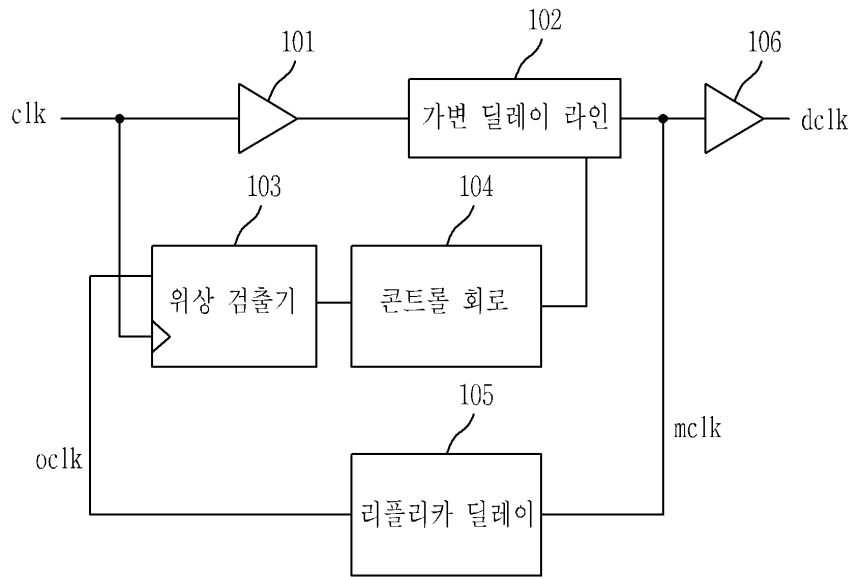 101
102
106
clk
가변 딜레이 라인
dclk
103
104
위상 검출기
콘트롤 회로
105
mclk
oclk
리플리카 딜레이